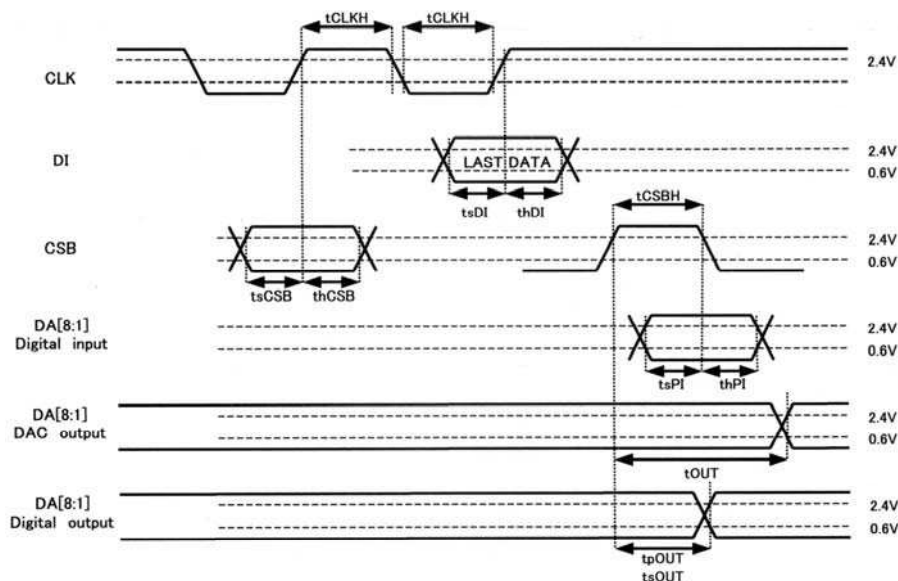 tCLKH tCLKH
CLK 2.4V
DI LAST DATA 2.4V
0.6V
tsDI thDI tCSBH
CSB 2.4V
0.6V
tsCSB thCSB
DA[8:1]
Digital input
2.4V
0.6V
tsPI thPI
DA[8:1]
DAC output
2.4V
0.6V
tOUT
DA[8:1]
Digital output
2.4V
0.6V
tpOUT
tsOUT